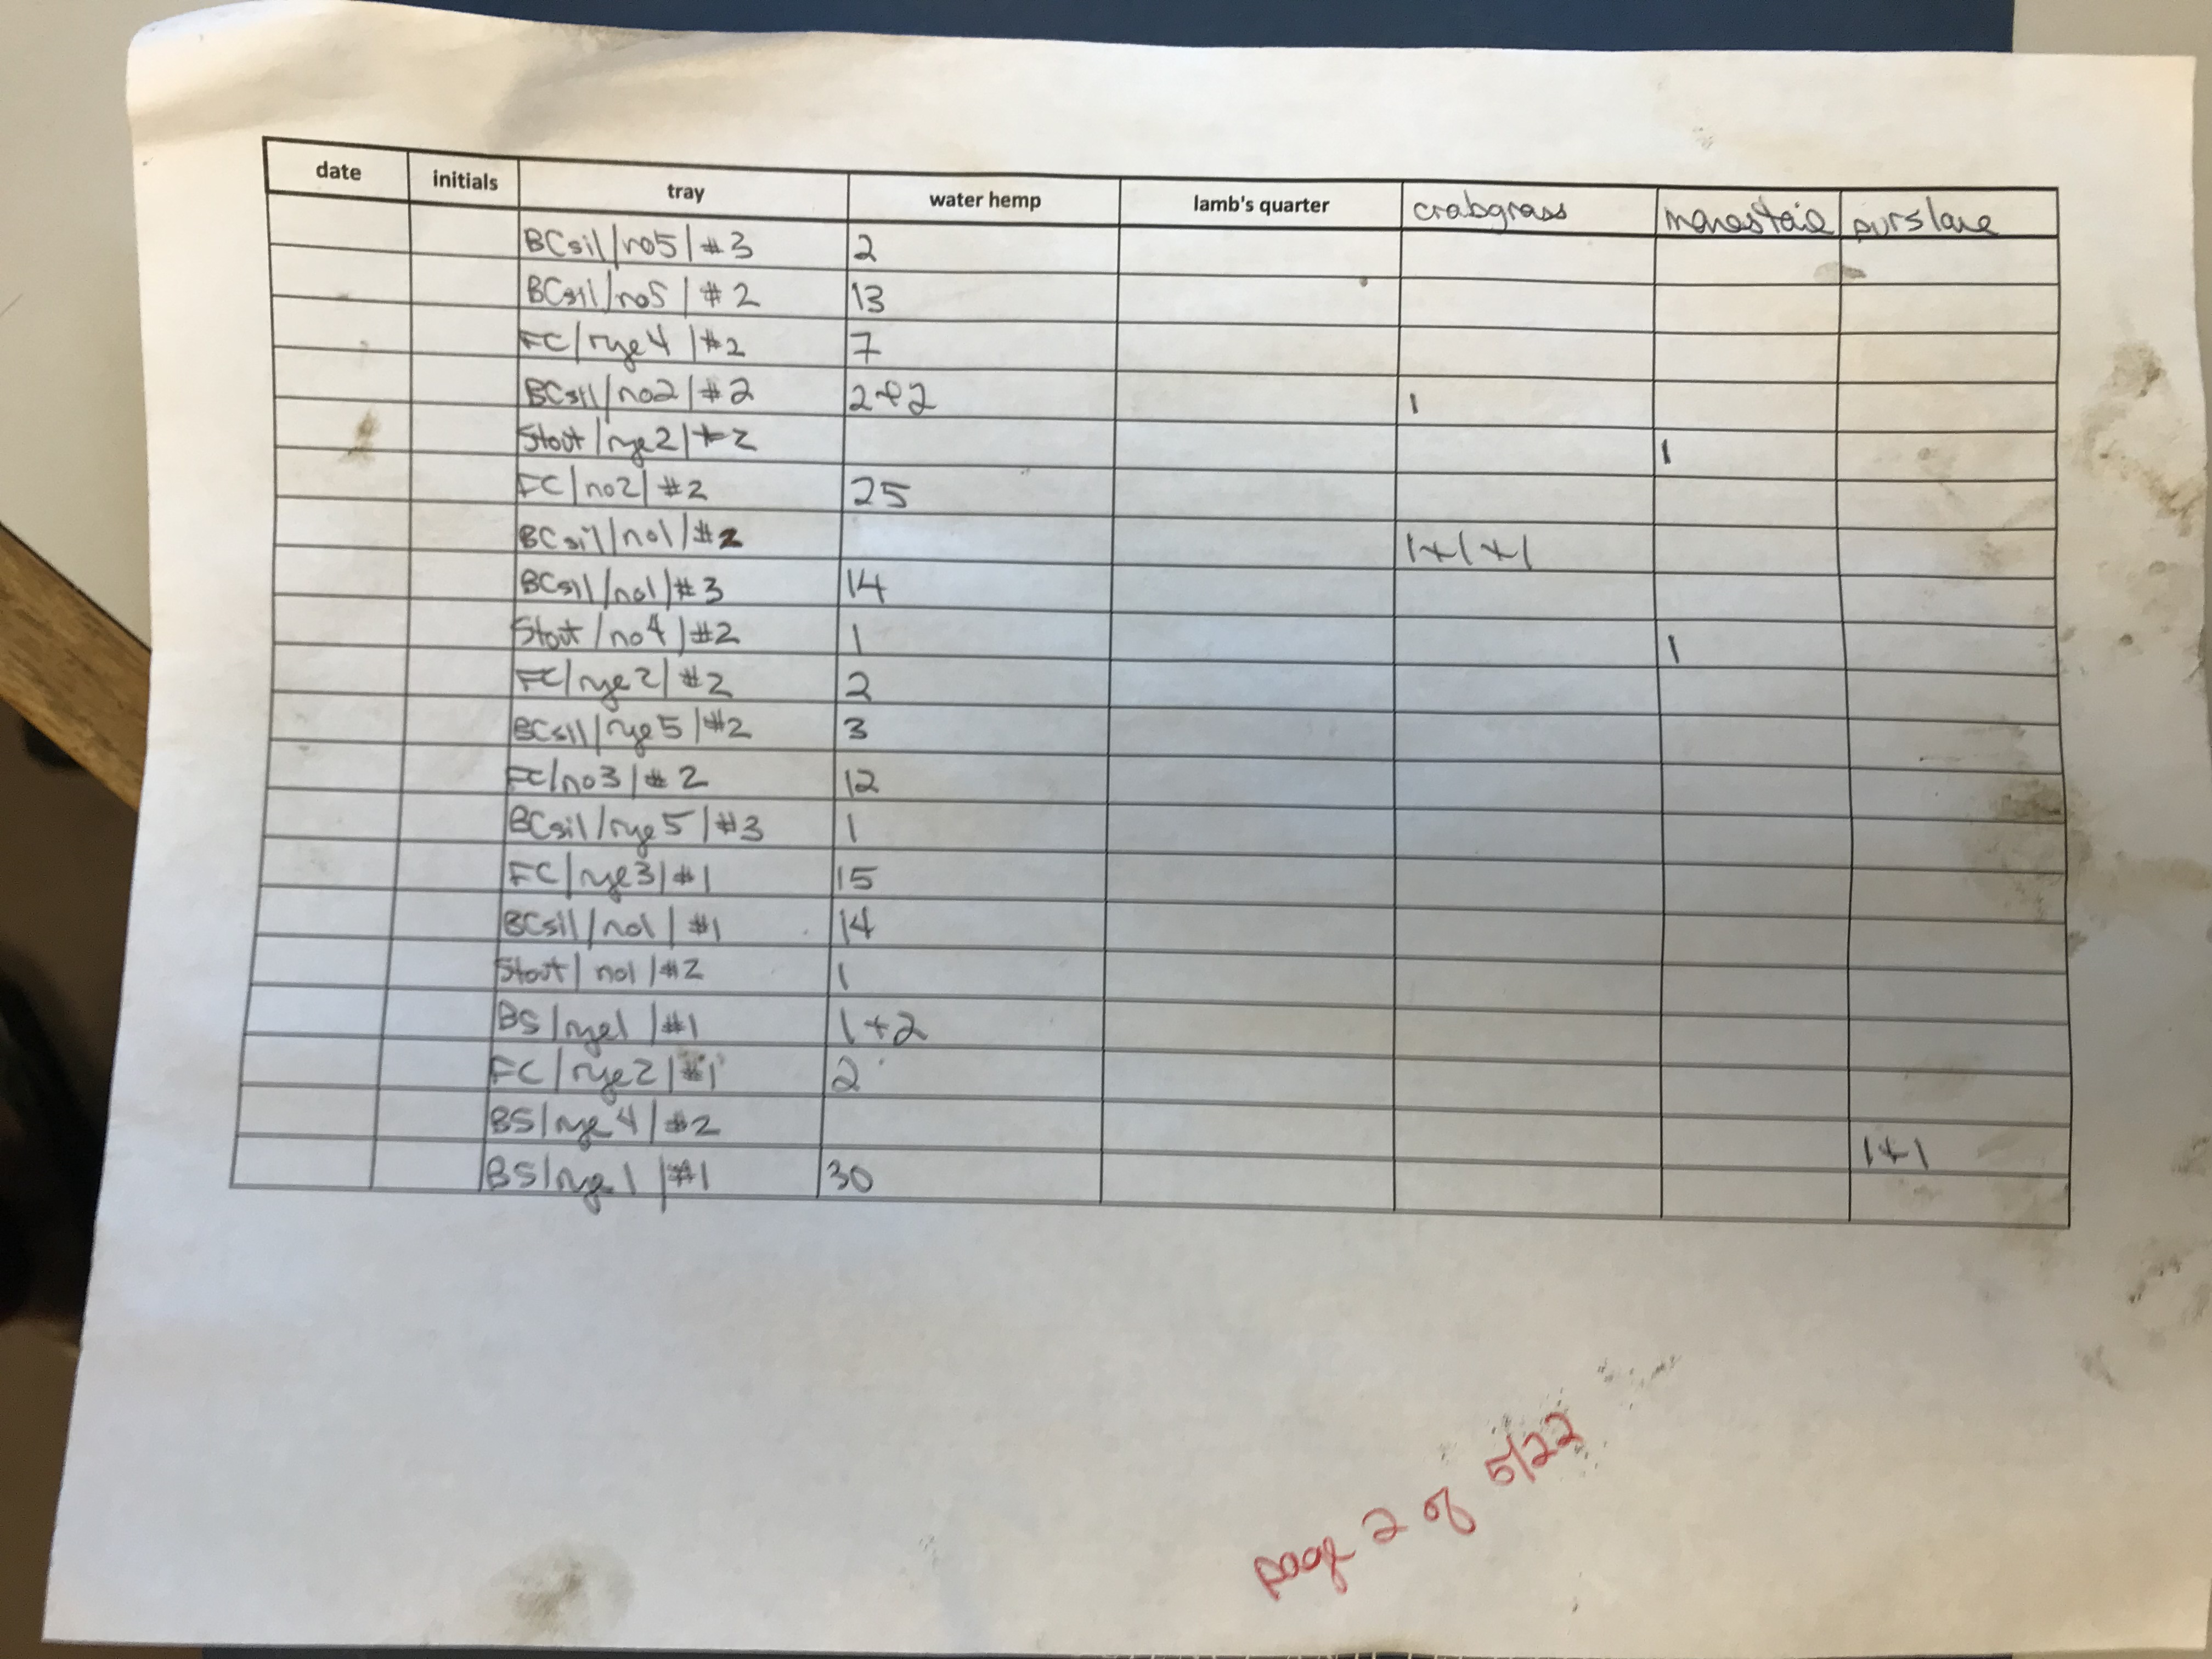 date initials tray water hemp lamb's quarter crabgrass marestail purslane
BCsil/no5/#3 2
BCsil/no5/#2 13
FC/rye4/#2 7
BCsil/no2/#2 2+2 1
Stout/rye2/#2 1
FC/no2/#2 25
BCsil/no1/#2 1+1+1
BCsil/no1/#3 14
Stout/no4/#2 1 1
FC/rye2/#2 2
BCsil/rye5/#2 3
FC/no3/#2 12
BCsil/rye5/#3 1
FC/rye3/#1 15
BCsil/no1/#1 14
Stout/no1/#2 1
BS/rye1/#1 1+2
FC/rye2/#1 2
BS/rye4/#2 1+1
BS/rye1/#1 30
page 2 of 5/22